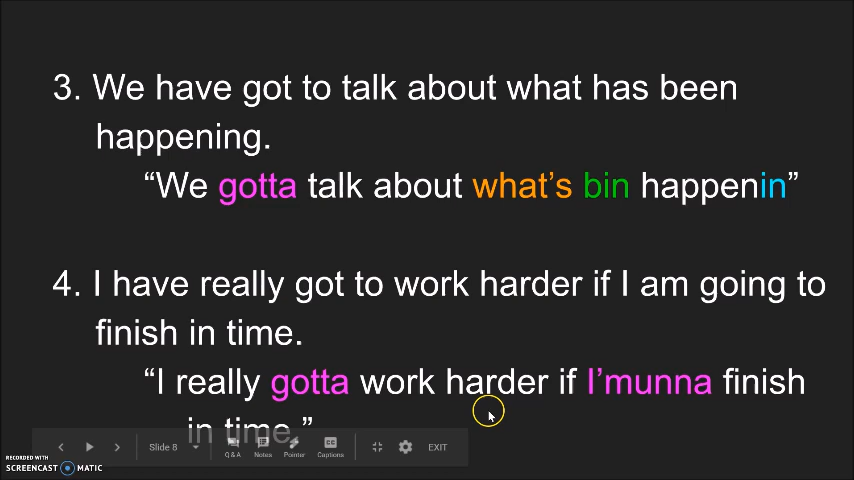 3. We have got to talk about what has been
happening.
“We gotta talk about what’s bin happenin”
4. I have really got to work harder if I am going to
finish in time.
“I really gotta work harder if I’munna finish
in time.”
Slide 8
Q & A
Notes
Pointer
Captions
EXIT
RECORDED WITH
SCREENCAST MATIC